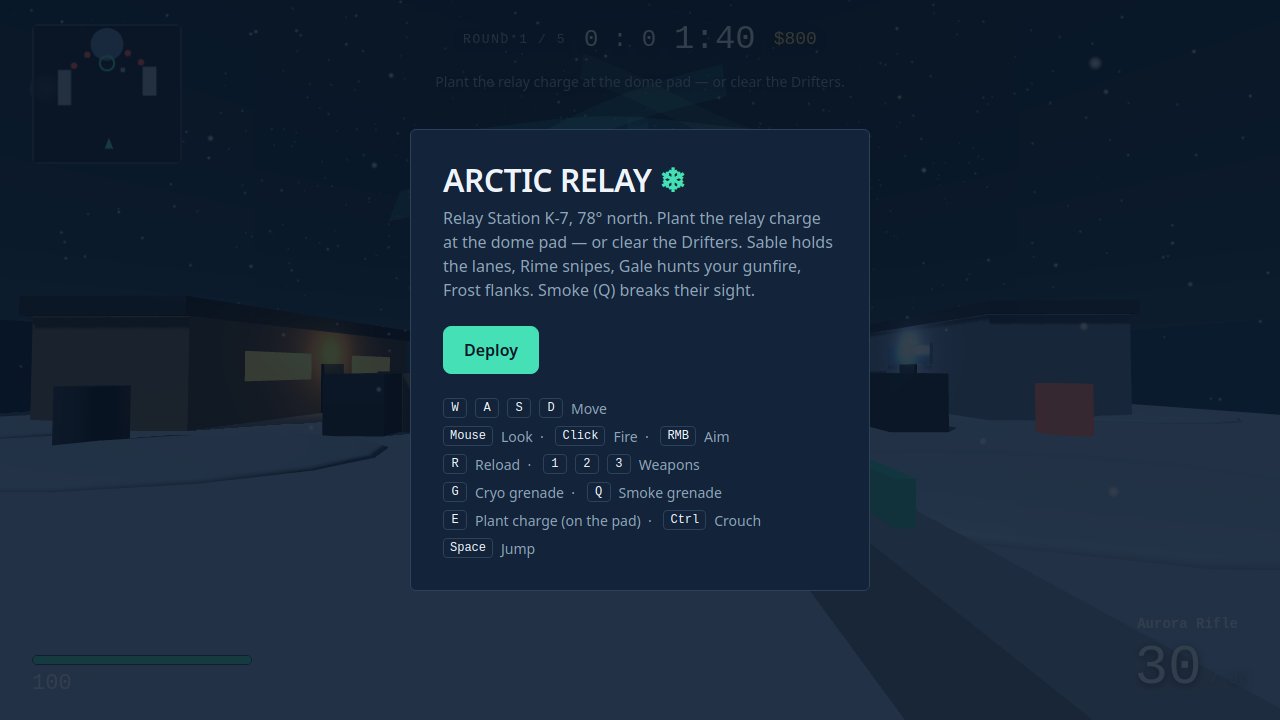 ROUND 1 / 5 0 : 0 1:40 $800
Plant the relay charge at the dome pad — or clear the Drifters.
ARCTIC RELAY ❄
Relay Station K-7, 78° north. Plant the relay charge
at the dome pad — or clear the Drifters. Sable holds
the lanes, Rime snipes, Gale hunts your gunfire,
Frost flanks. Smoke (Q) breaks their sight.
Deploy
W A S D Move
Mouse Look · Click Fire · RMB Aim
R Reload · 1 2 3 Weapons
G Cryo grenade · Q Smoke grenade
E Plant charge (on the pad) · Ctrl Crouch
Space Jump
Aurora Rifle
30
100